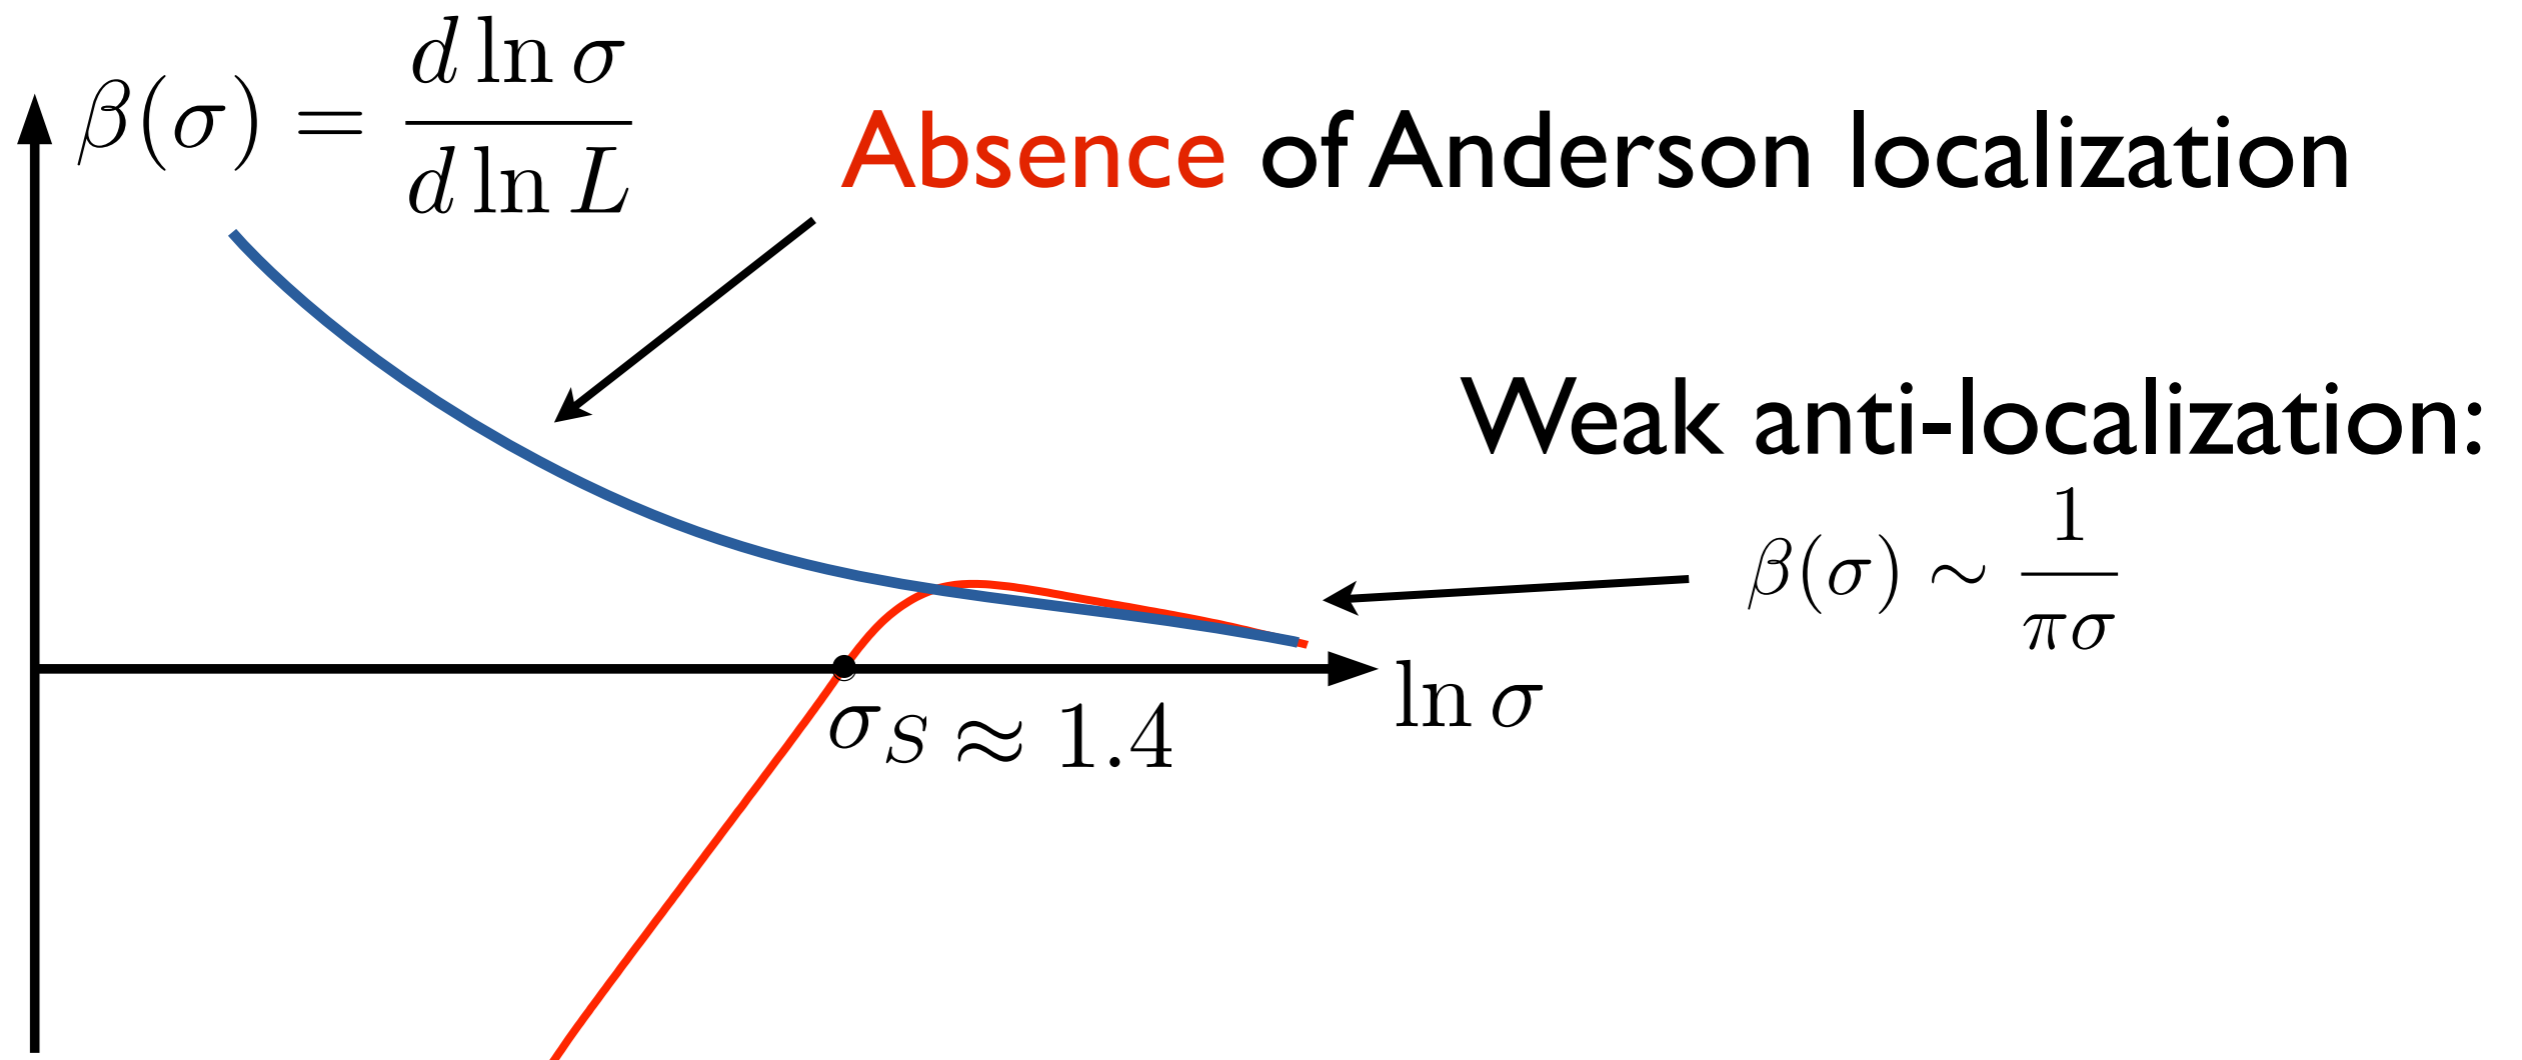 β(σ) = d ln σ / d ln L
Absence of Anderson localization
Weak anti-localization:
β(σ) ∼ 1 / πσ
ln σ
σ_S ≈ 1.4